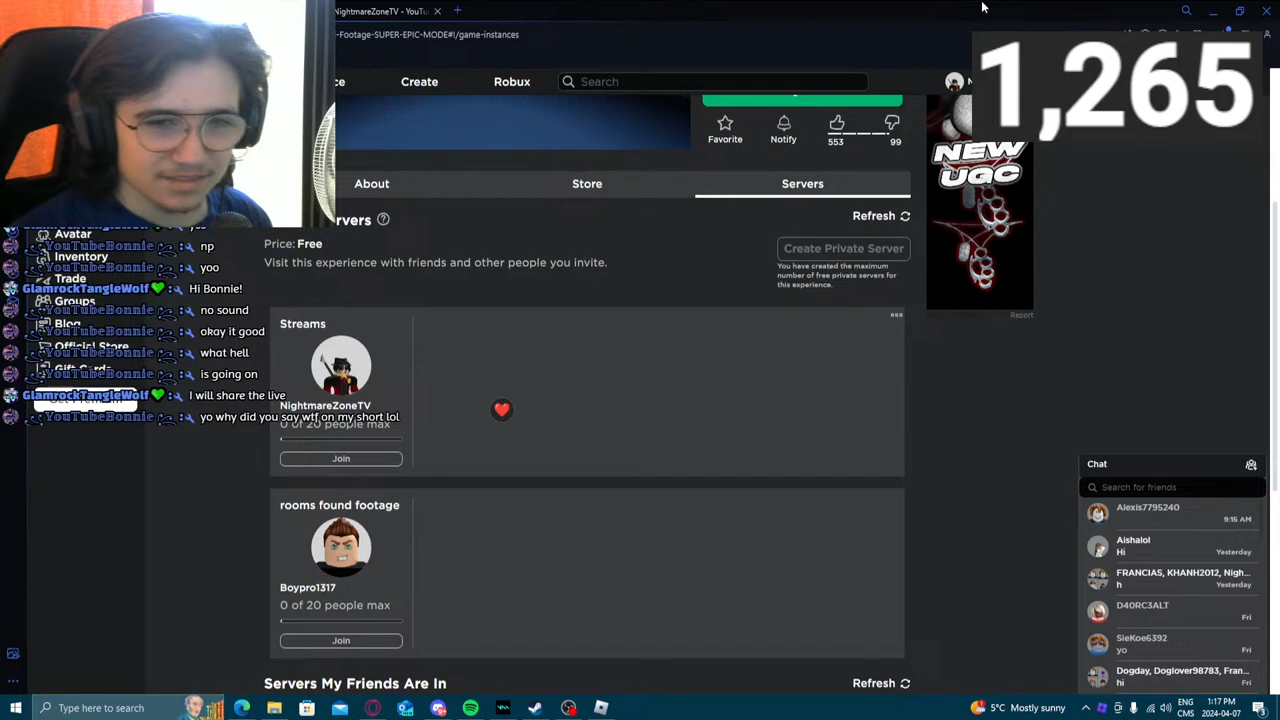 NightmareZoneTV - YouTu
-Footage-SUPER-EPIC-MODE#!/game-instances
Create
Robux
Search
1,265
Favorite
Notify
553
99
NEW
UGC
Report
About
Store
Servers
Refresh
Price: Free
Create Private Server
Visit this experience with friends and other people you invite.
You have created the maximum
number of free private servers for
this experience.
Avatar
Inventory
Trade
Groups
Blog
Official Store
Gift Cards
YouTubeBonnie : np
YouTubeBonnie : yoo
GlamrockTangleWolf : Hi Bonnie!
YouTubeBonnie : no sound
YouTubeBonnie : okay it good
YouTubeBonnie : what hell
YouTubeBonnie : is going on
GlamrockTangleWolf : I will share the live
YouTubeBonnie : yo why did you say wtf on my short lol
Streams
NightmareZoneTV
0 of 20 people max
Join
rooms found footage
Boypro1317
0 of 20 people max
Join
Servers My Friends Are In
Refresh
Chat
Search for friends
Alexis7795240
9:15 AM
Aishalol
Hi
Yesterday
FRANCIAS, KHANH2012, Nigh...
h
Yesterday
D40RC3ALT
Fri
SieKoe6392
yo
Fri
Dogday, Doglover98783, Fran...
hi
Fri
Type here to search
5°C Mostly sunny
ENG
CMS
1:17 PM
2024-04-07